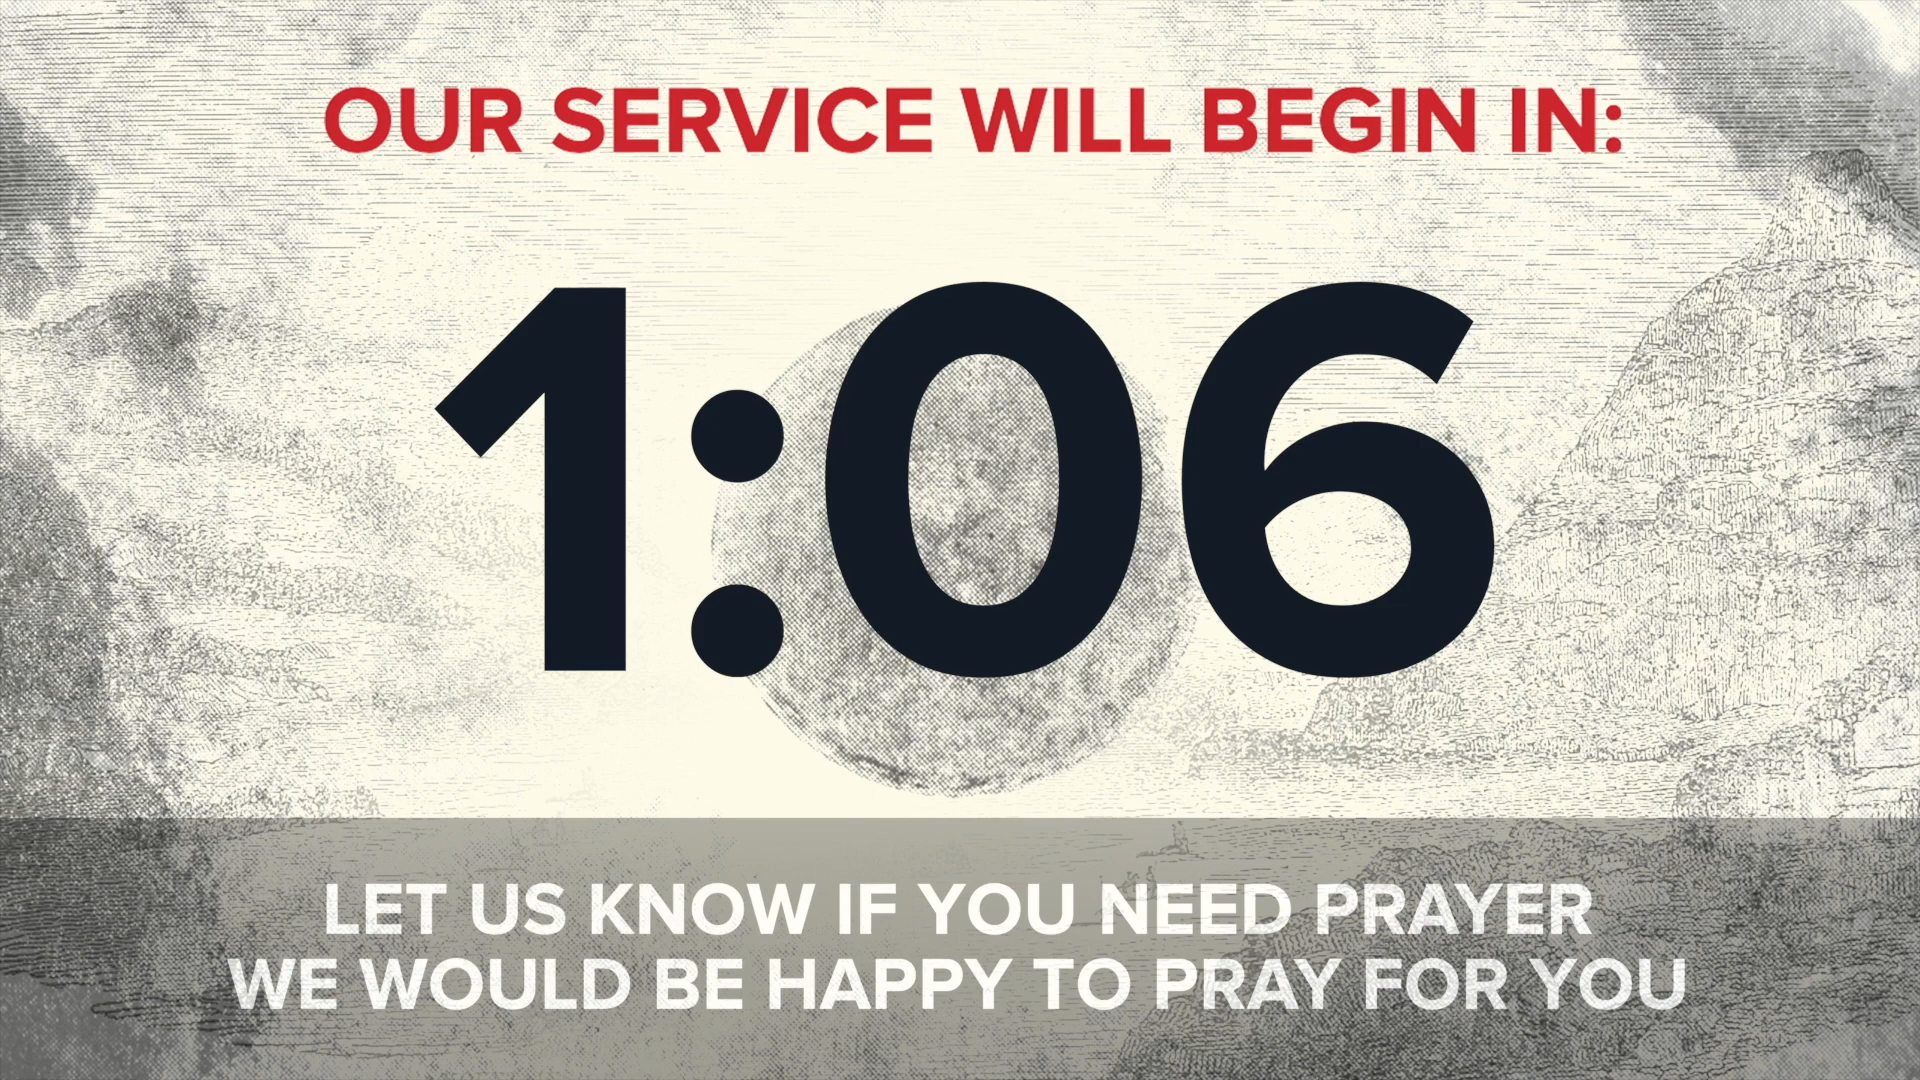 OUR SERVICE WILL BEGIN IN:
1:06
LET US KNOW IF YOU NEED PRAYER
WE WOULD BE HAPPY TO PRAY FOR YOU